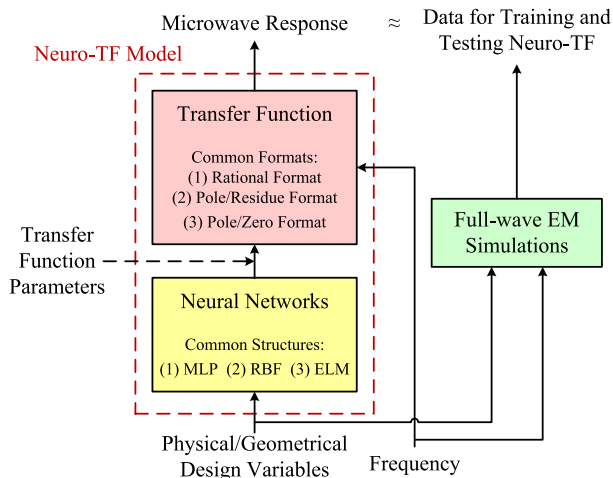 Microwave Response
≈
Data for Training and
Testing Neuro-TF
Neuro-TF Model
Transfer Function
Common Formats:
(1) Rational Format
(2) Pole/Residue Format
(3) Pole/Zero Format
Transfer
Function
Parameters
Full-wave EM
Simulations
Neural Networks
Common Structures:
(1) MLP (2) RBF (3) ELM
Physical/Geometrical
Design Variables
Frequency